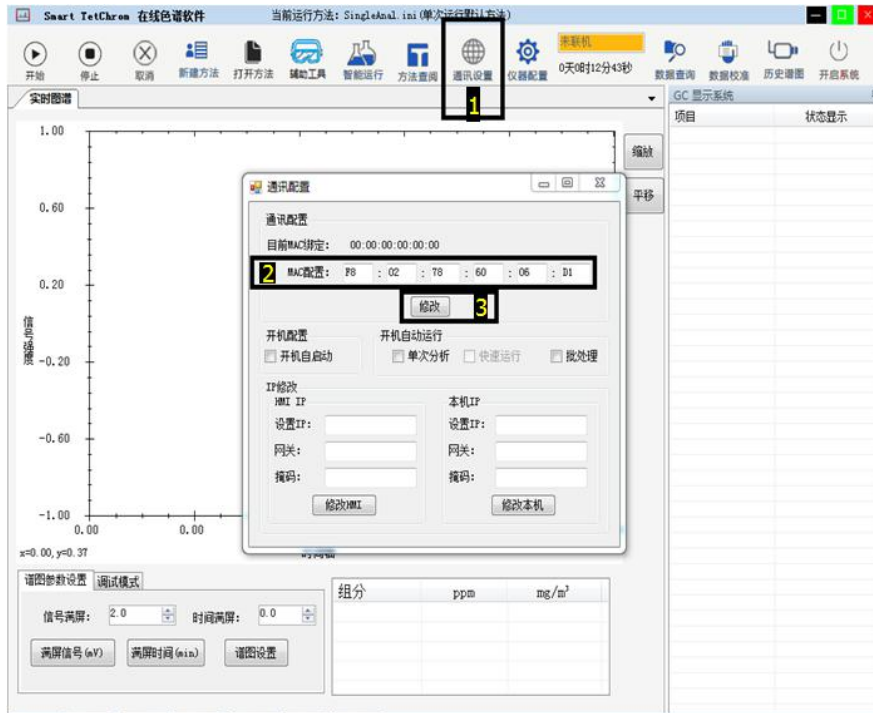 Smart TetChrom 在线色谱软件 当前运行方法: SingleAnal.ini(单次运行默认方法)
开始 停止 取消 新建方法 打开方法 辅助工具 智能运行 方法查阅 通讯设置 仪器配置 未联机 0天0时12分43秒 数据查询 数据校准 历史谱图 开启系统
1
实时图谱
GC 显示系统
项目 状态显示
缩放
平移
1.00
0.60
0.20
-0.20
-0.60
-1.00
信号强度
0.00 0.00
x=0.00, y=0.37
通讯配置
通讯配置
目前MAC绑定: 00:00:00:00:00:00
2 MAC配置: F8 : 02 : 78 : 60 : 06 : D1
修改 3
开机配置 开机自动运行
开机自启动 单次分析 快速运行 批处理
IP修改
HMI IP 本机IP
设置IP: 设置IP:
网关: 网关:
掩码: 掩码:
修改HMI 修改本机
谱图参数设置 调试模式
信号满屏: 2.0 时间满屏: 0.0
满屏信号(mV) 满屏时间(min) 谱图设置
组分 ppm mg/m³